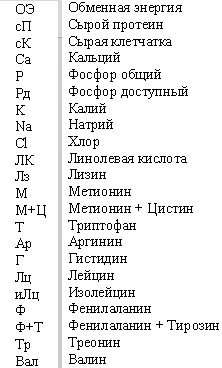 ОЭ Обменная энергия
сП Сырой протеин
сК Сырая клетчатка
Ca Кальций
P Фосфор общий
Рд Фосфор доступный
К Калий
Na Натрий
Cl Хлор
ЛК Линолевая кислота
Лз Лизин
М Метионин
М+Ц Метионин + Цистин
Т Триптофан
Ар Аргинин
Г Гистидин
Лц Лейцин
иЛц Изолейцин
Ф Фенилаланин
Ф+Т Фенилаланин + Тирозин
Тр Треонин
Вал Валин